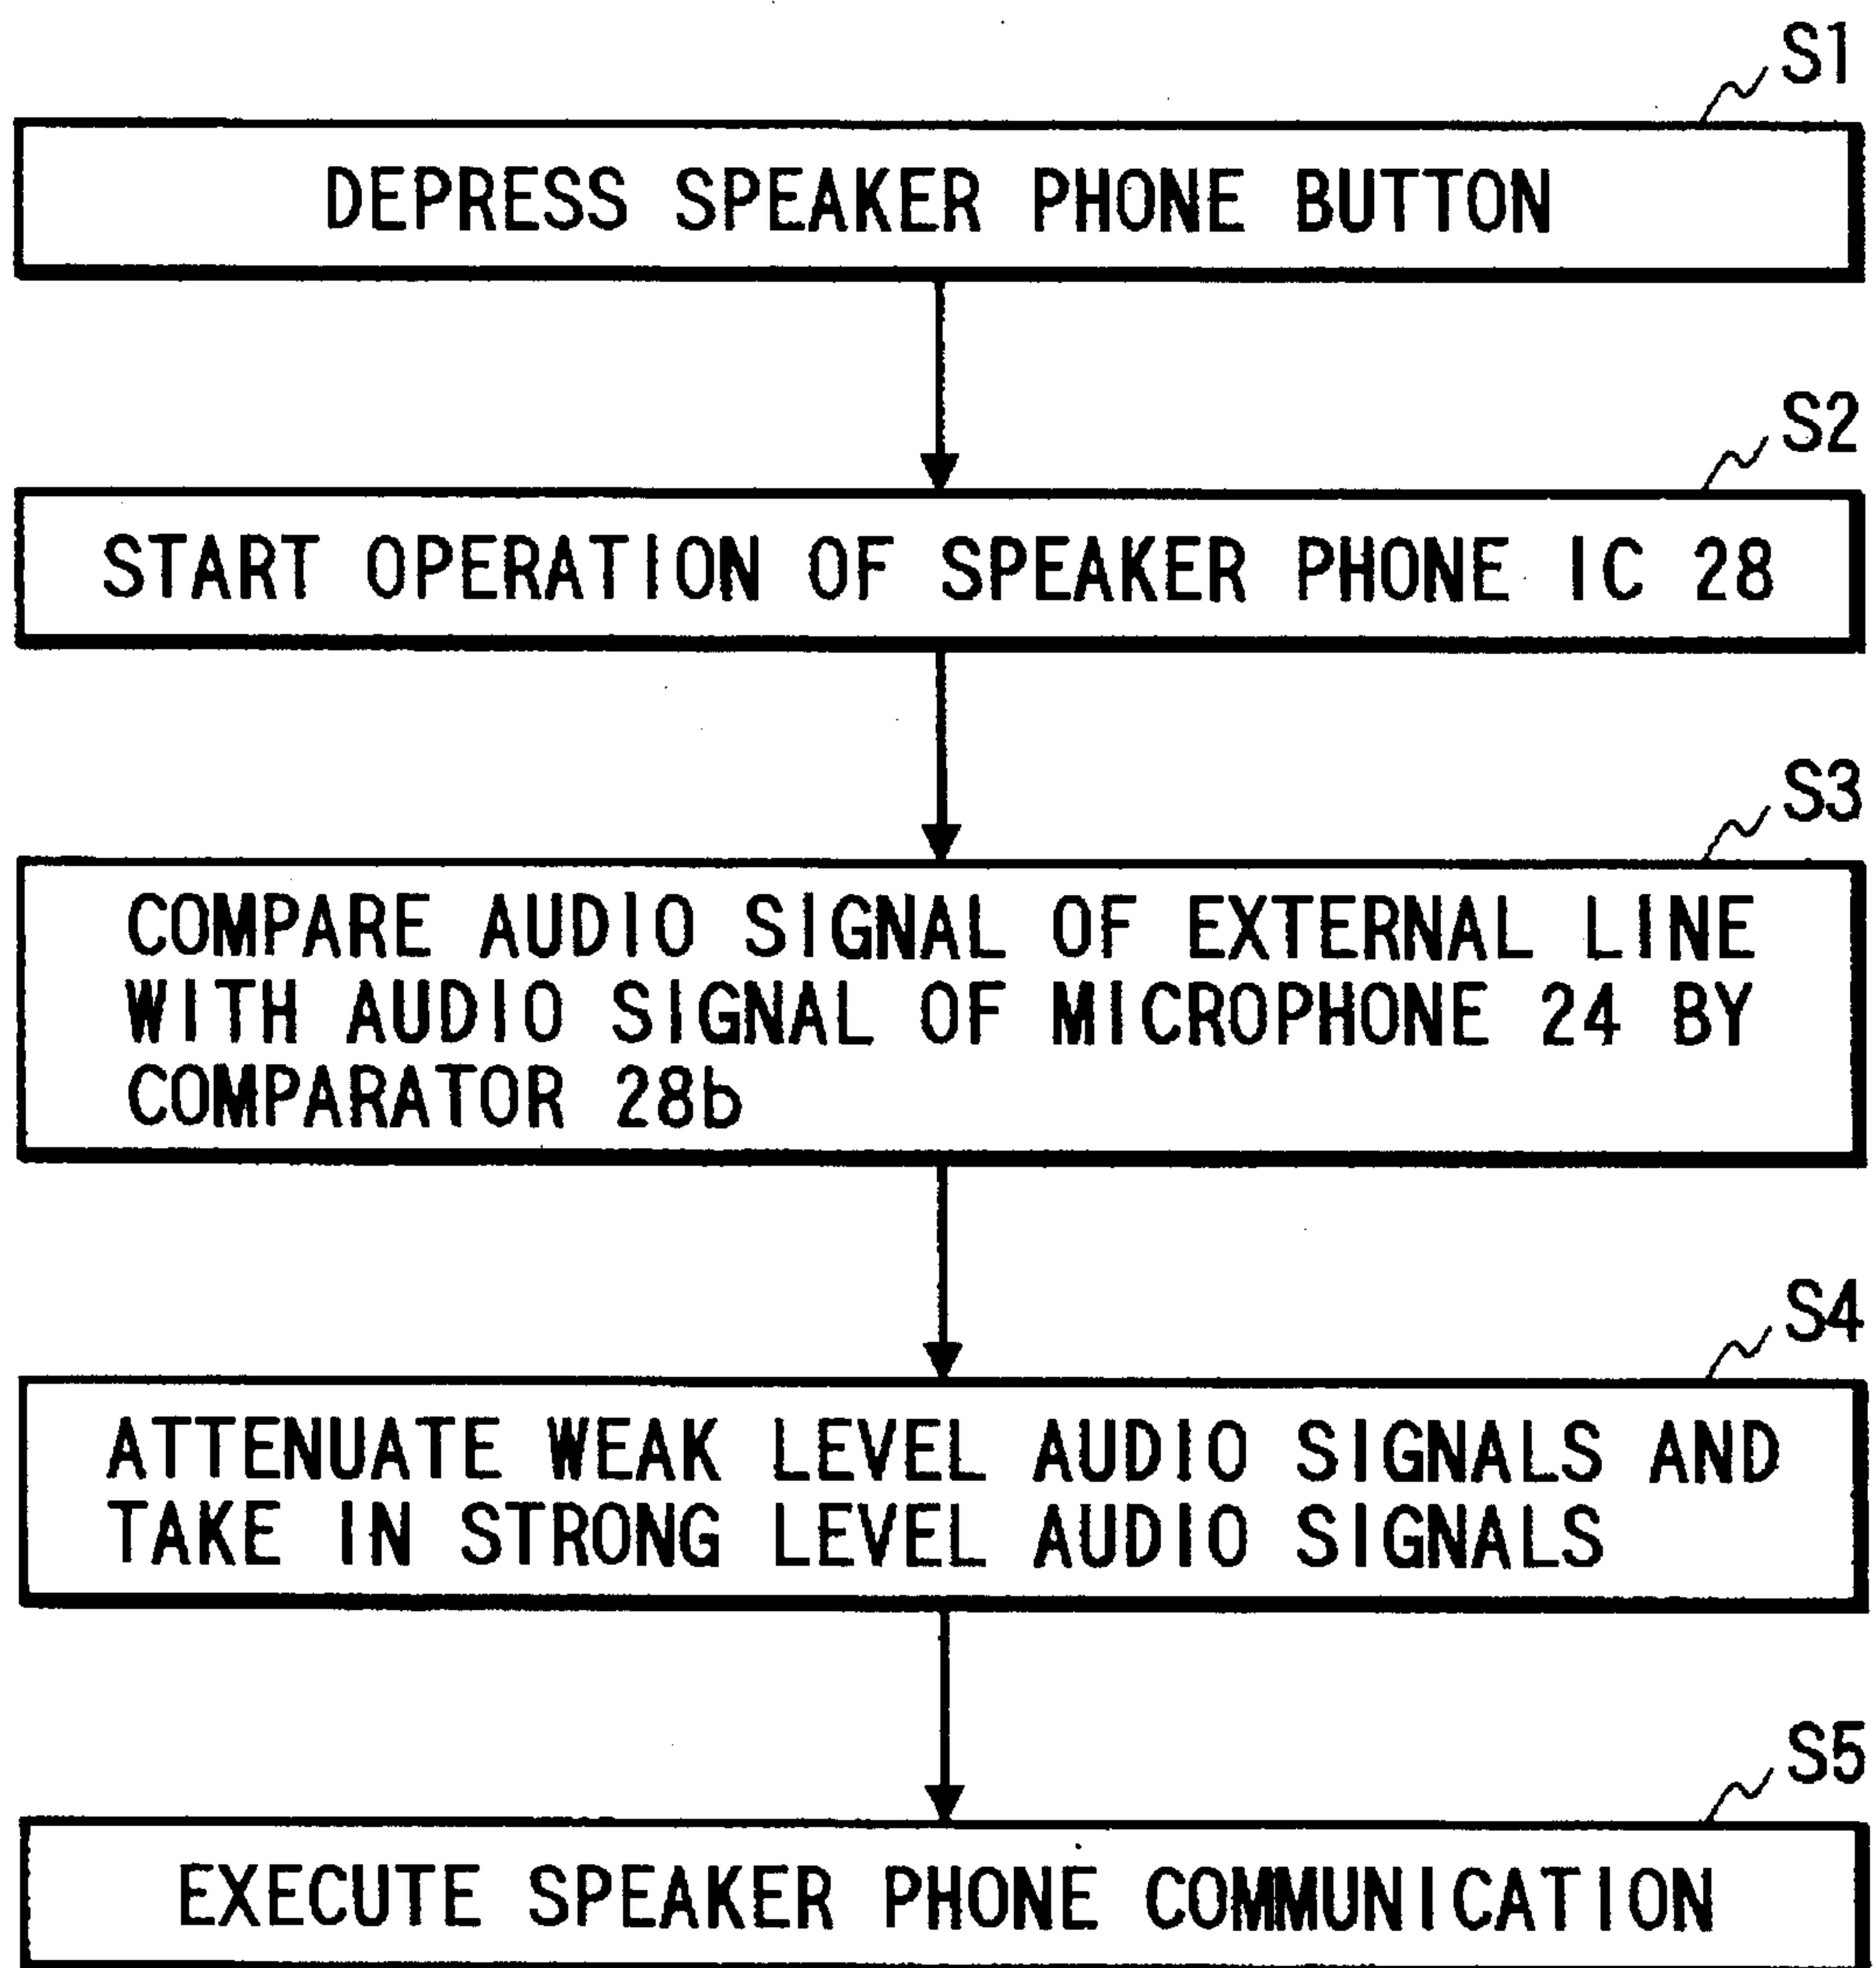 S1
DEPRESS SPEAKER PHONE BUTTON
S2
START OPERATION OF SPEAKER PHONE IC 28
S3
COMPARE AUDIO SIGNAL OF EXTERNAL LINE
WITH AUDIO SIGNAL OF MICROPHONE 24 BY
COMPARATOR 28b
S4
ATTENUATE WEAK LEVEL AUDIO SIGNALS AND
TAKE IN STRONG LEVEL AUDIO SIGNALS
S5
EXECUTE SPEAKER PHONE COMMUNICATION